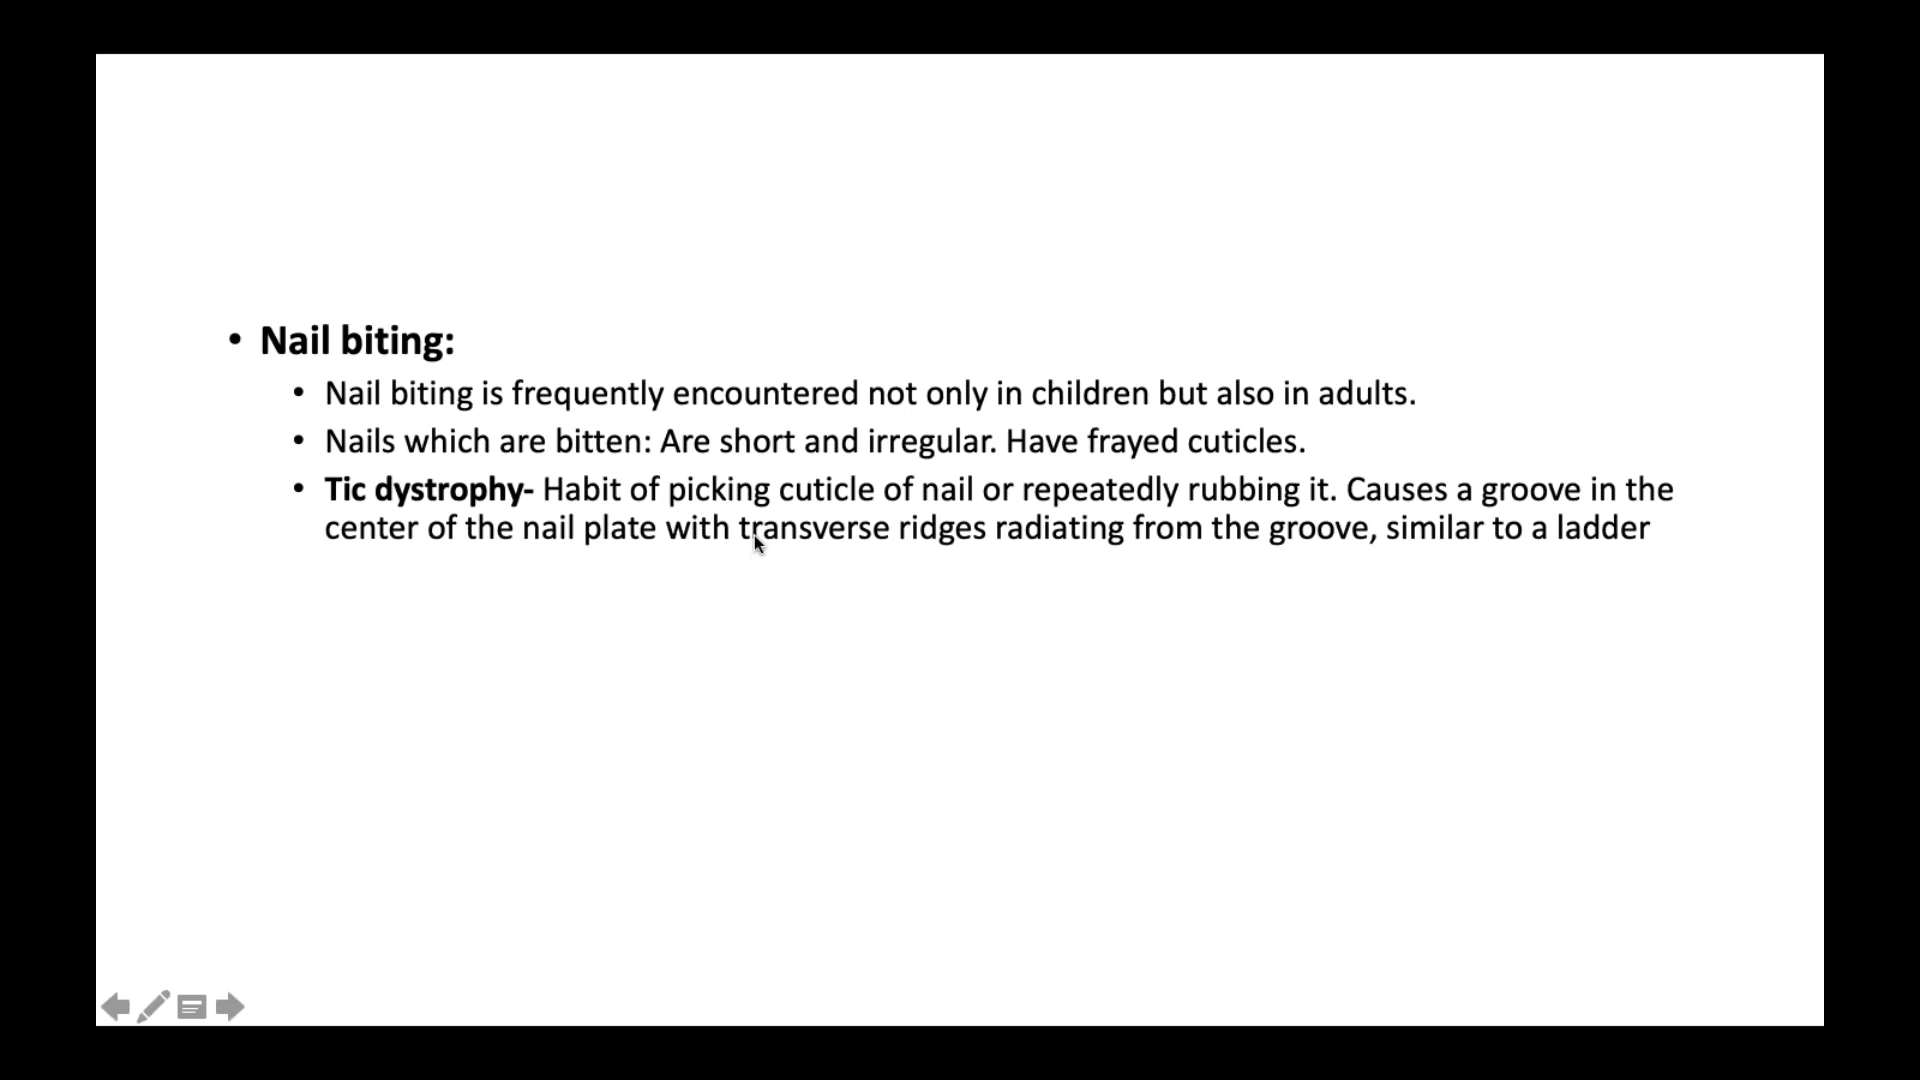 • Nail biting:
• Nail biting is frequently encountered not only in children but also in adults.
• Nails which are bitten: Are short and irregular. Have frayed cuticles.
• Tic dystrophy- Habit of picking cuticle of nail or repeatedly rubbing it. Causes a groove in the
center of the nail plate with transverse ridges radiating from the groove, similar to a ladder